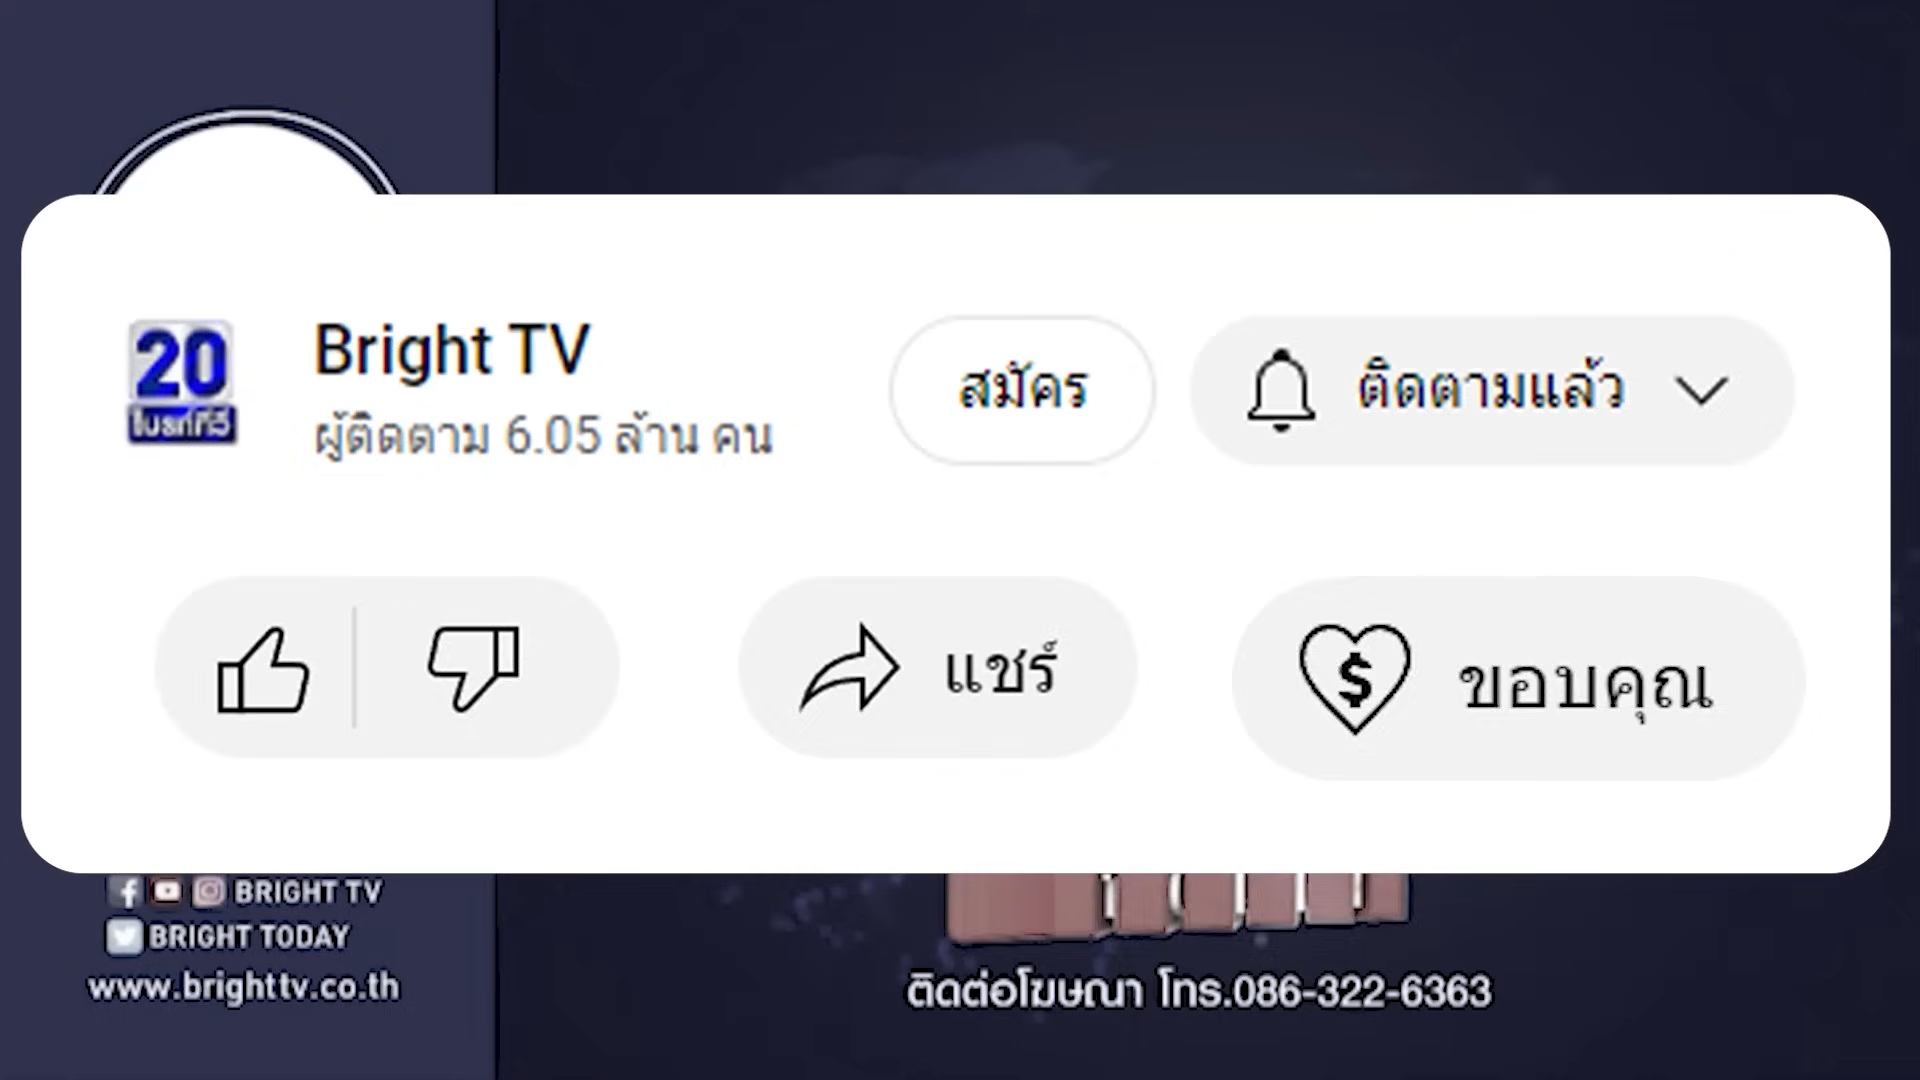 20
ไบรท์ทีวี
Bright TV
ผู้ติดตาม 6.05 ล้าน คน
สมัคร
ติดตามแล้ว
แชร์
ขอบคุณ
BRIGHT TV
BRIGHT TODAY
www.brighttv.co.th
ติดต่อโฆษณา โทร.086-322-6363